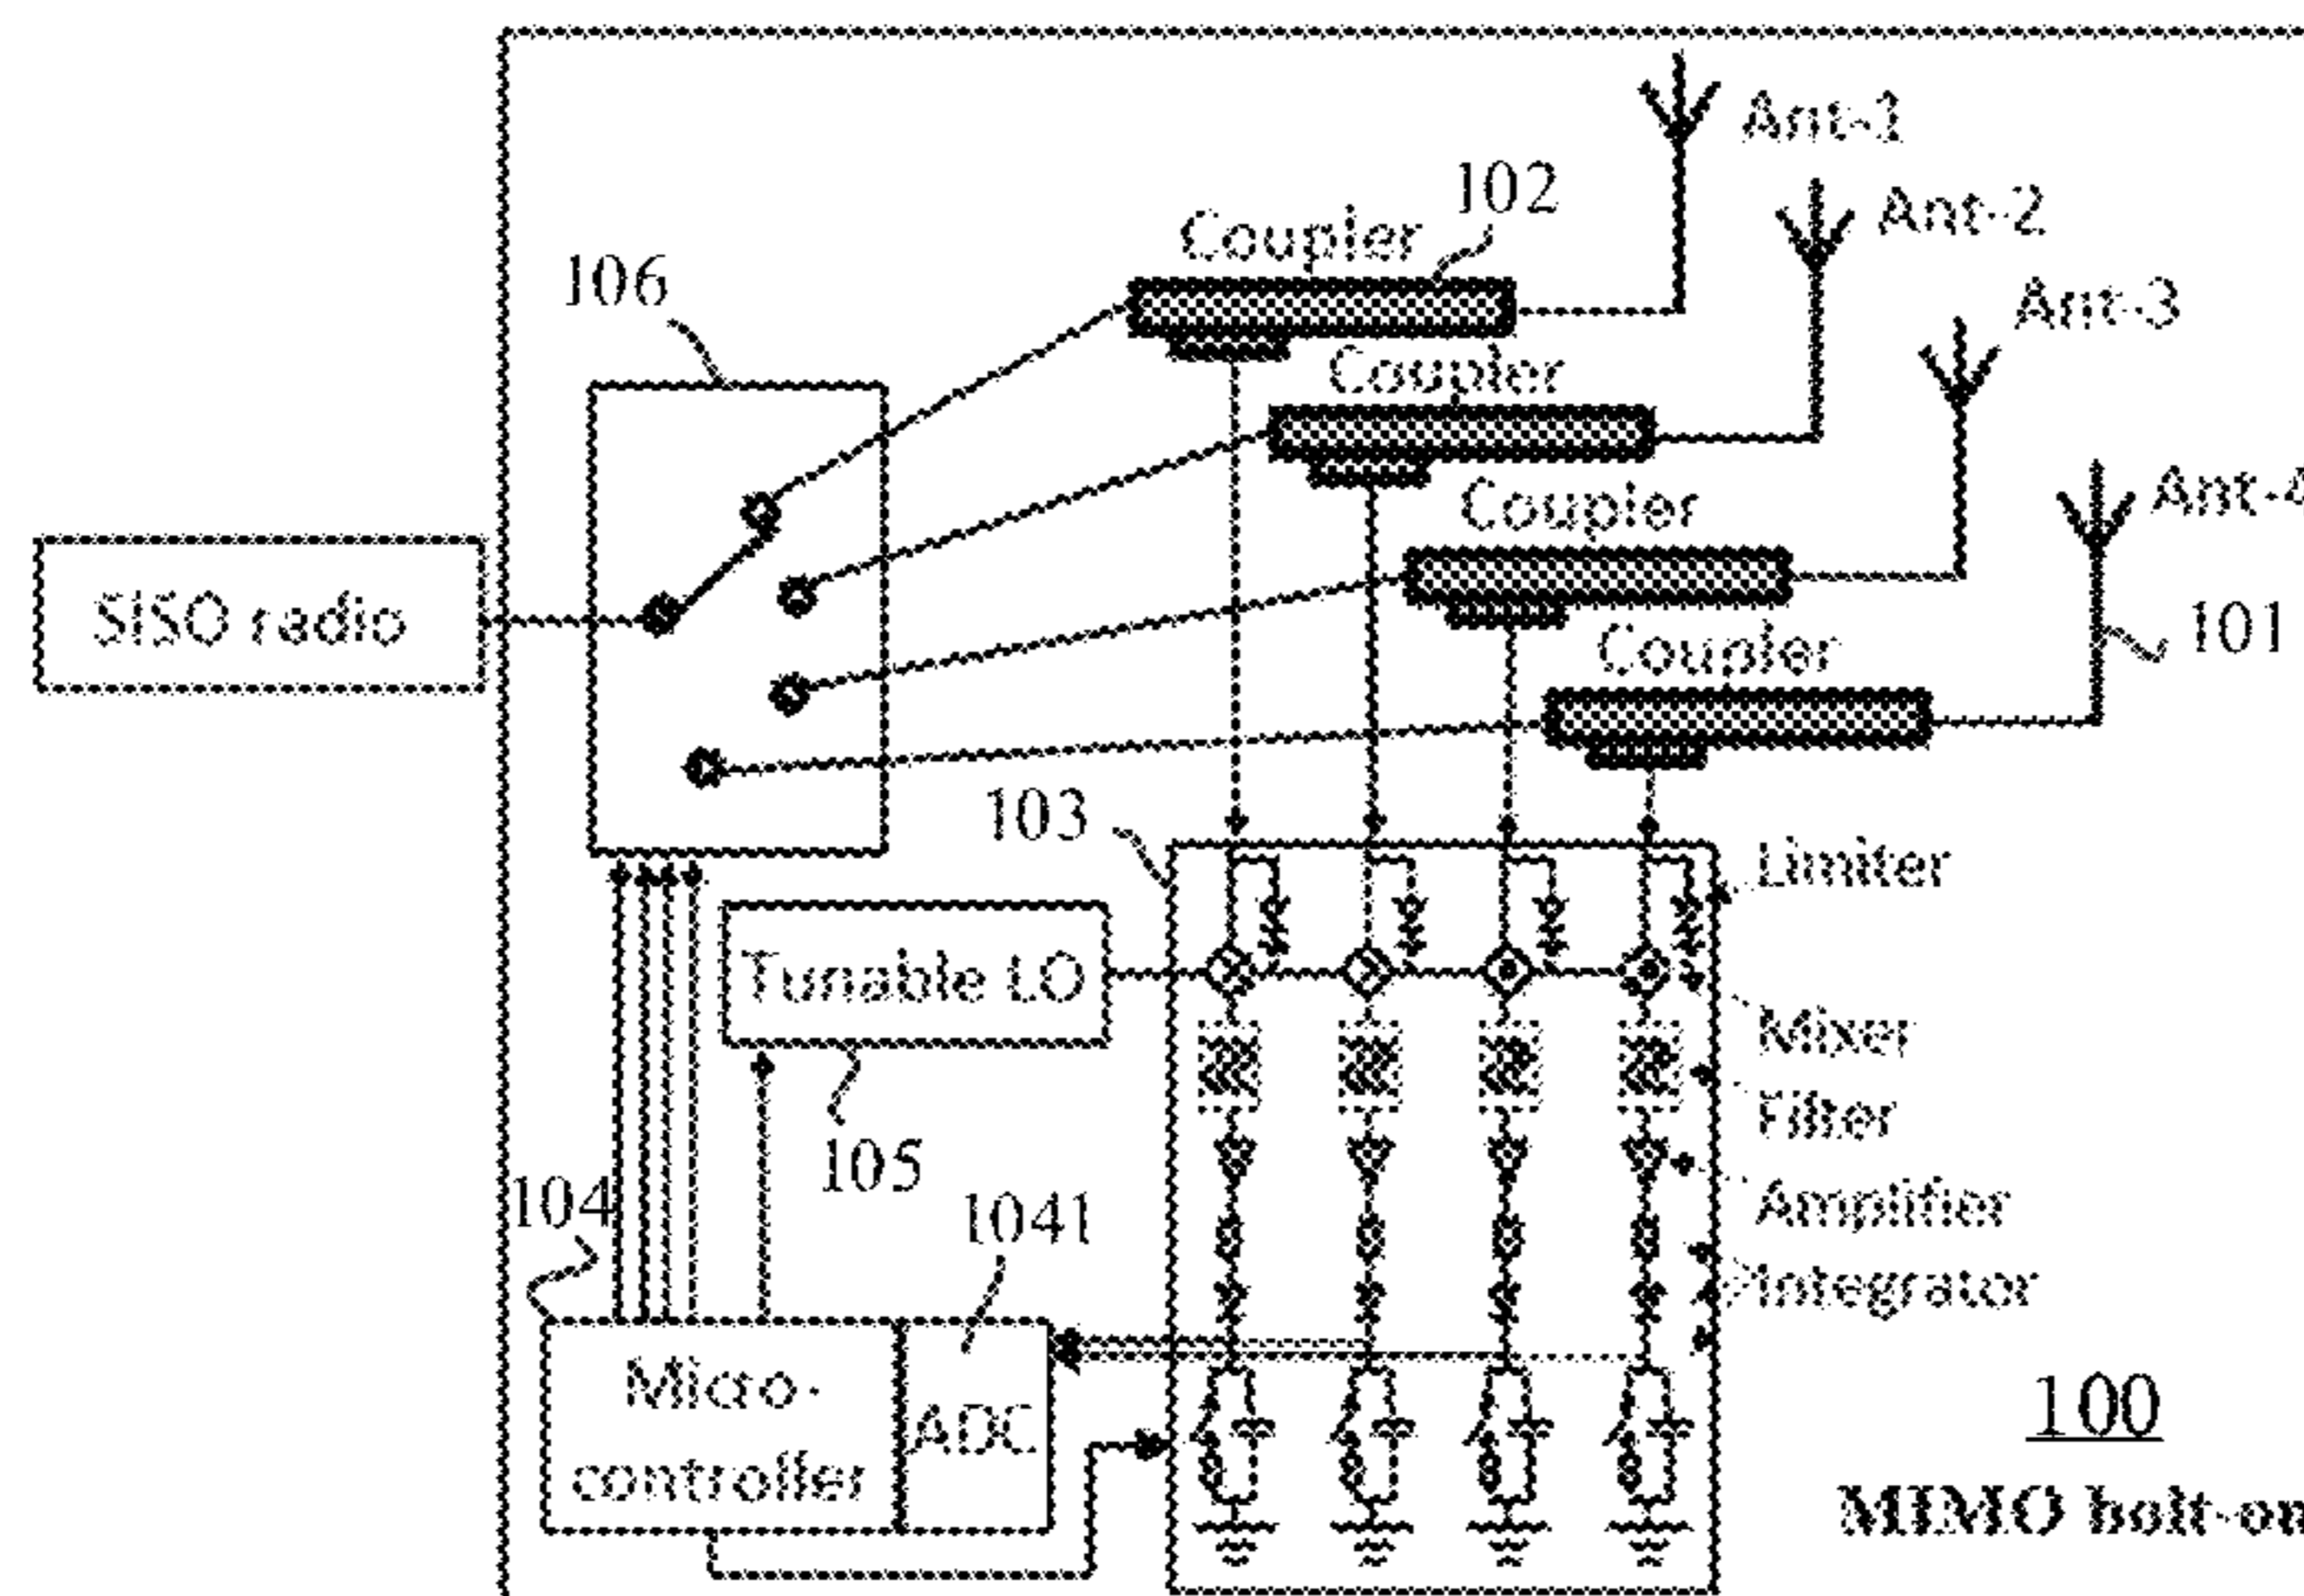 Ant-1
102
Ant-2
Coupler
106
Ant-3
Coupler
Coupler
Ant-4
SISO radio
101
Coupler
103
Limiter
Tunable LO
Mixer
Filter
105
104
1041
Amplifier
Integrator
Micro-
controller
ADC
100
MIMO bolt-on